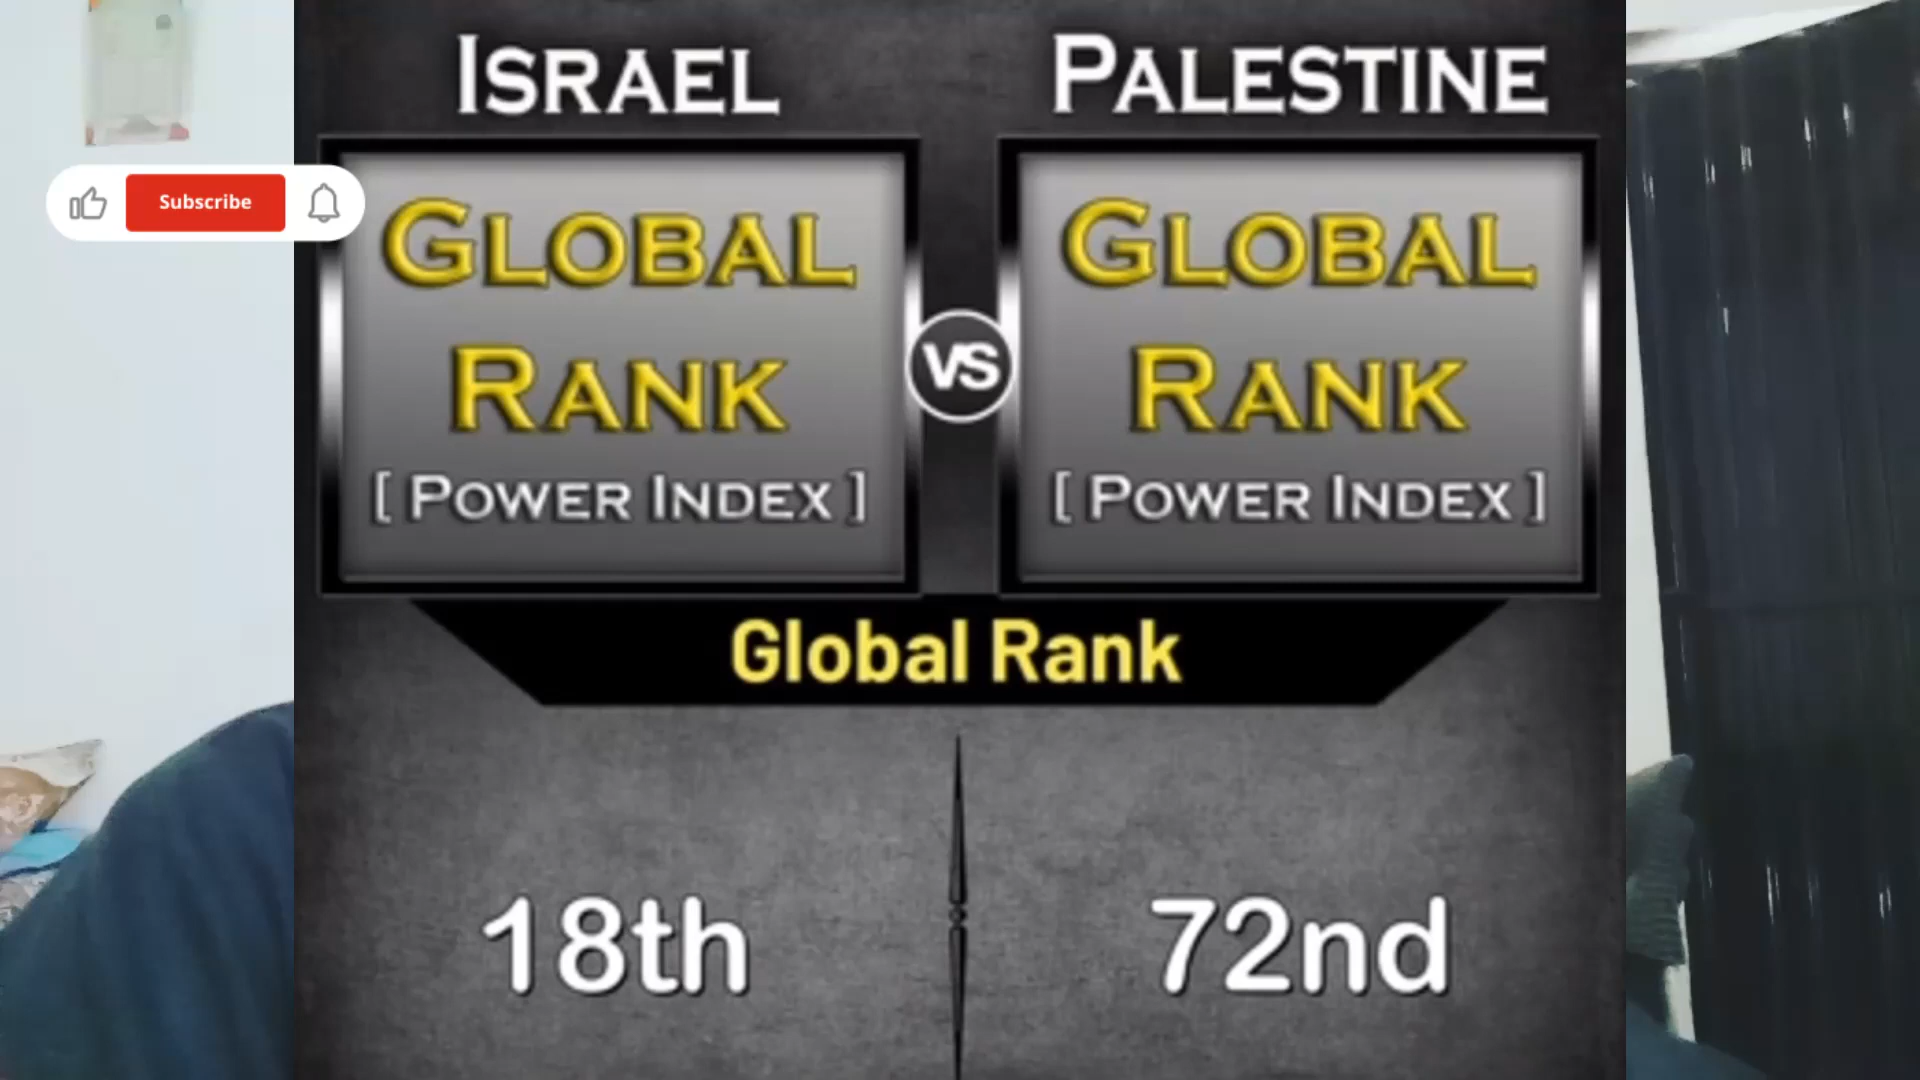 ISRAEL
PALESTINE
Subscribe
GLOBAL
RANK
[ POWER INDEX ]
VS
GLOBAL
RANK
[ POWER INDEX ]
Global Rank
18th
72nd